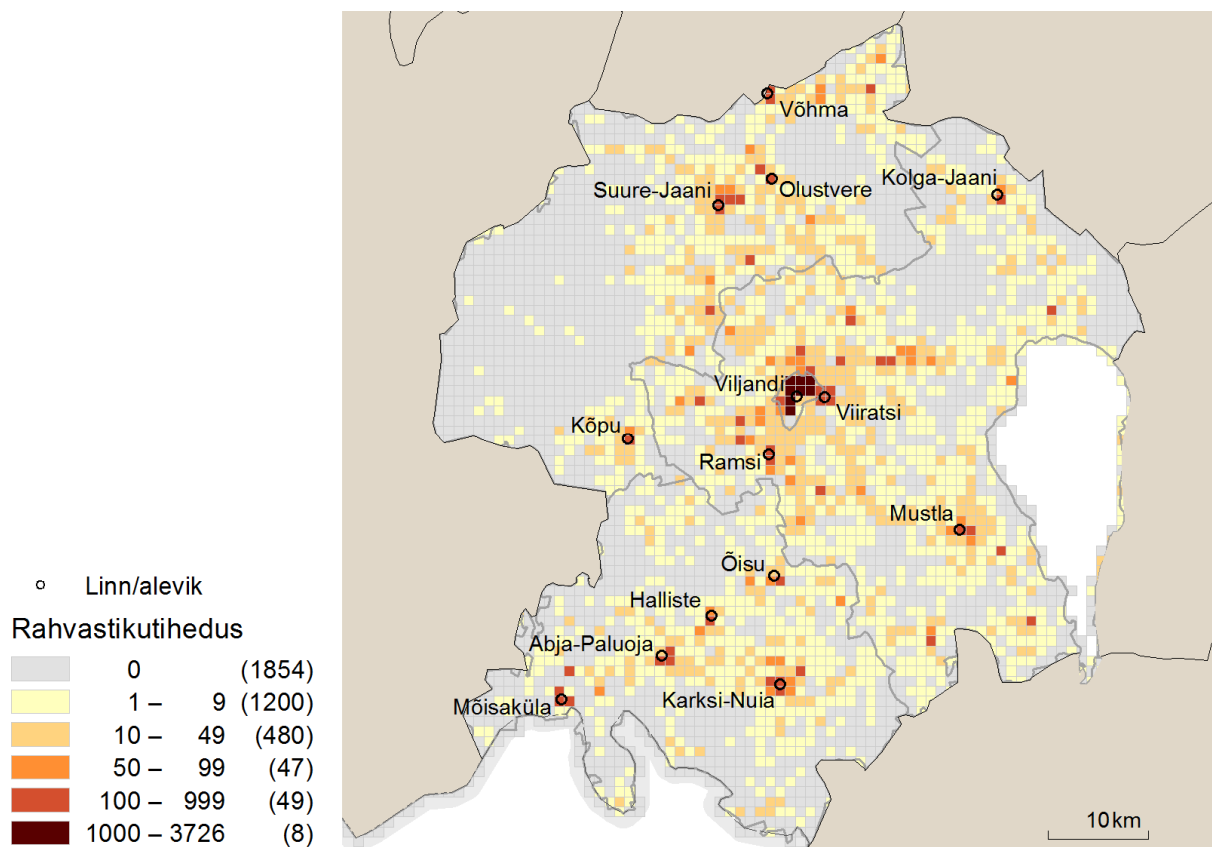 Võhma
Kolga-Jaani
Suure-Jaani
Olustvere
Viljandi
Viiratsi
Kõpu
Ramsi
Mustla
Õisu
Halliste
Abja-Paluoja
Mõisaküla
Karksi-Nuia
10 km
Linn/alevik
Rahvastikutihedus
0 (1854)
1 – 9 (1200)
10 – 49 (480)
50 – 99 (47)
100 – 999 (49)
1000 – 3726 (8)